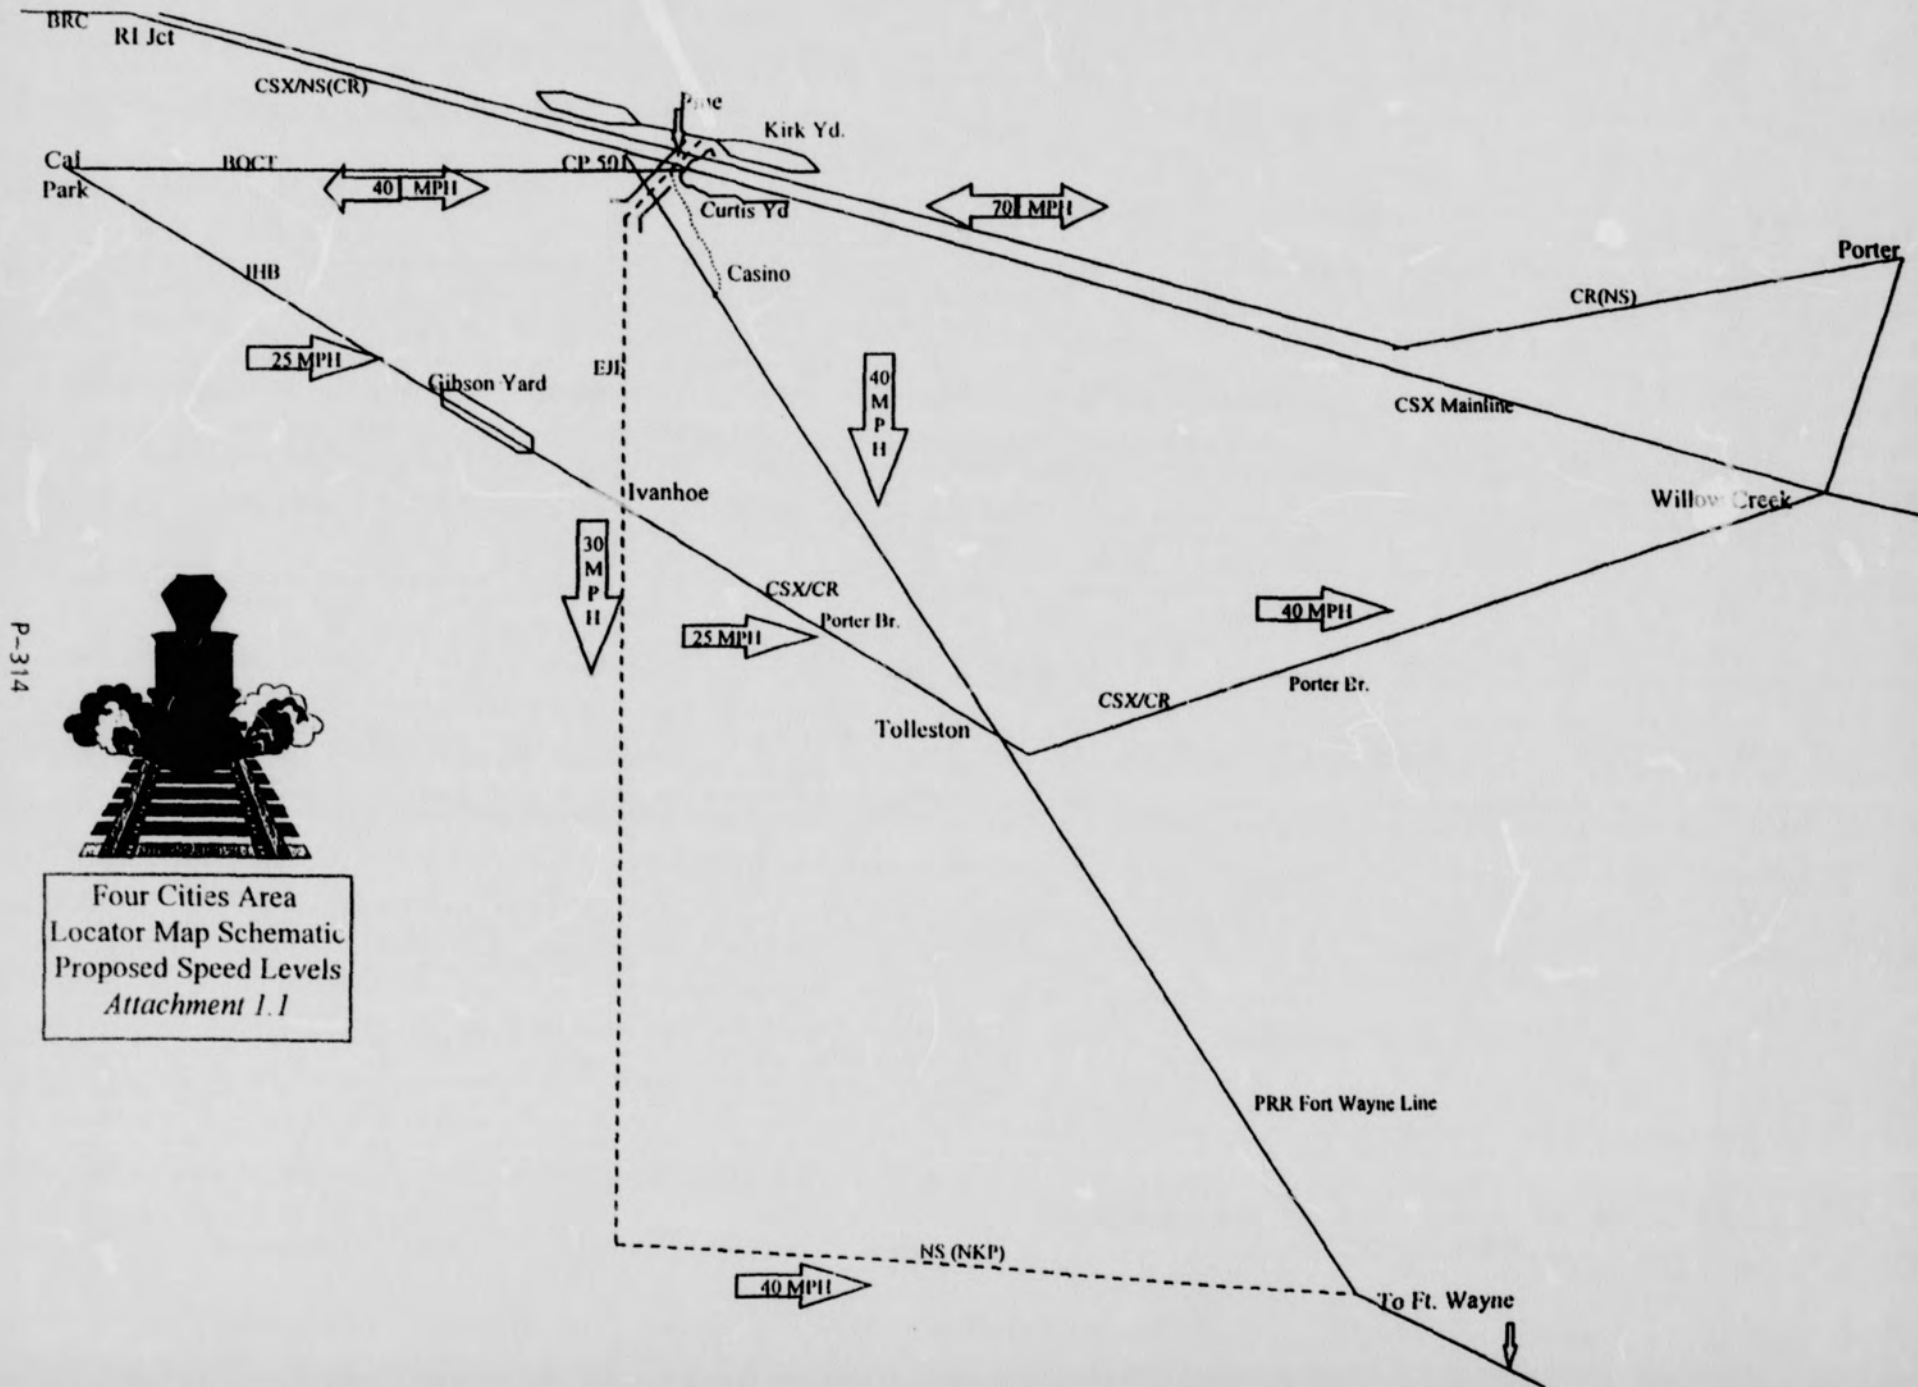 BRC
RI Jct
CSX/NS(CR)
Kirk Yd.
Cal
Park
BOCT
CP 501
40 MPH
Curtis Yd
70 MPH
Porter
IHB
Casino
CR(NS)
25 MPH
EJE
Gibson Yard
40
M
P
H
CSX Mainline
Ivanhoe
Willow Creek
30
M
P
H
CSX/CR
Porter Br.
25 MPH
40 MPH
P-314
Porter Br.
CSX/CR
Tolleston
Four Cities Area
Locator Map Schematic
Proposed Speed Levels
Attachment 1.1
PRR Fort Wayne Line
NS (NKP)
40 MPH
To Ft. Wayne